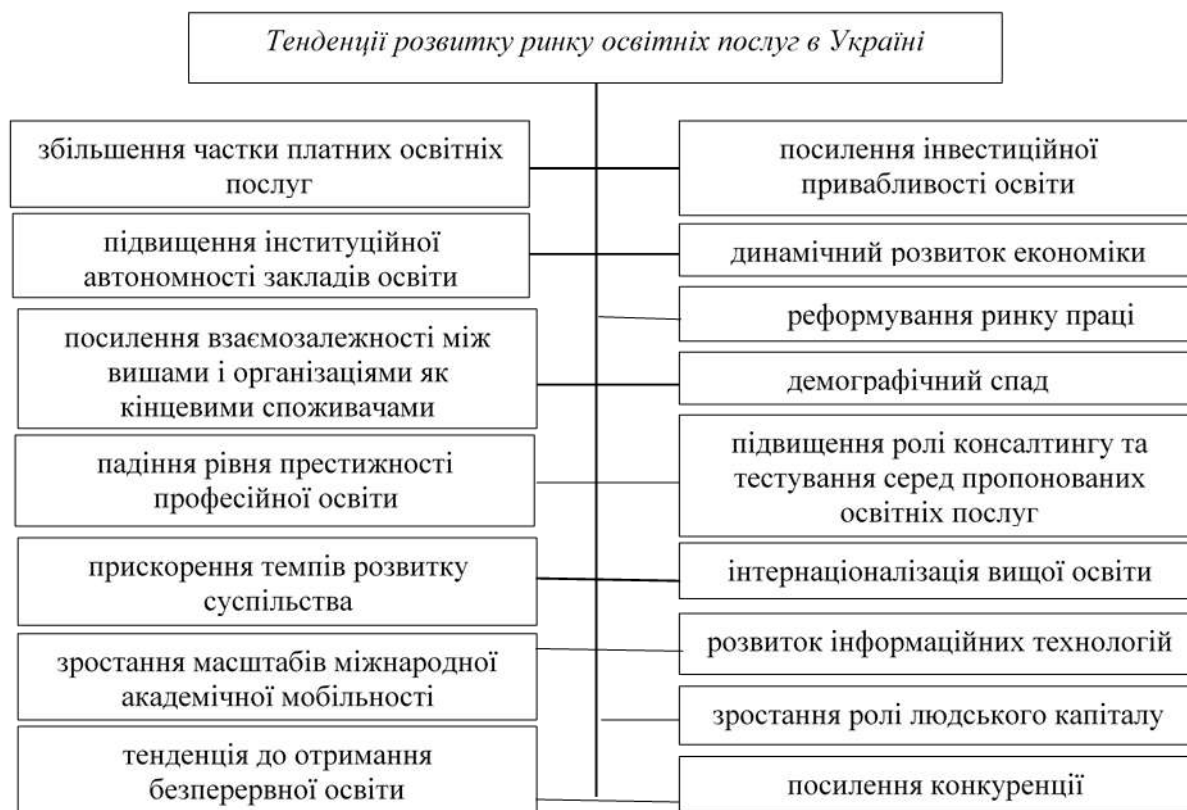 Тенденції розвитку ринку освітніх послуг в Україні
збільшення частки платних освітніх
послуг
підвищення інституційної
автономності закладів освіти
посилення взаємозалежності між
вишами і організаціями як
кінцевими споживачами
падіння рівня престижності
професійної освіти
прискорення темпів розвитку
суспільства
зростання масштабів міжнародної
академічної мобільності
тенденція до отримання
безперервної освіти
посилення інвестиційної
привабливості освіти
динамічний розвиток економіки
реформування ринку праці
демографічний спад
підвищення ролі консалтингу та
тестування серед пропонованих
освітніх послуг
інтернаціоналізація вищої освіти
розвиток інформаційних технологій
зростання ролі людського капіталу
посилення конкуренції